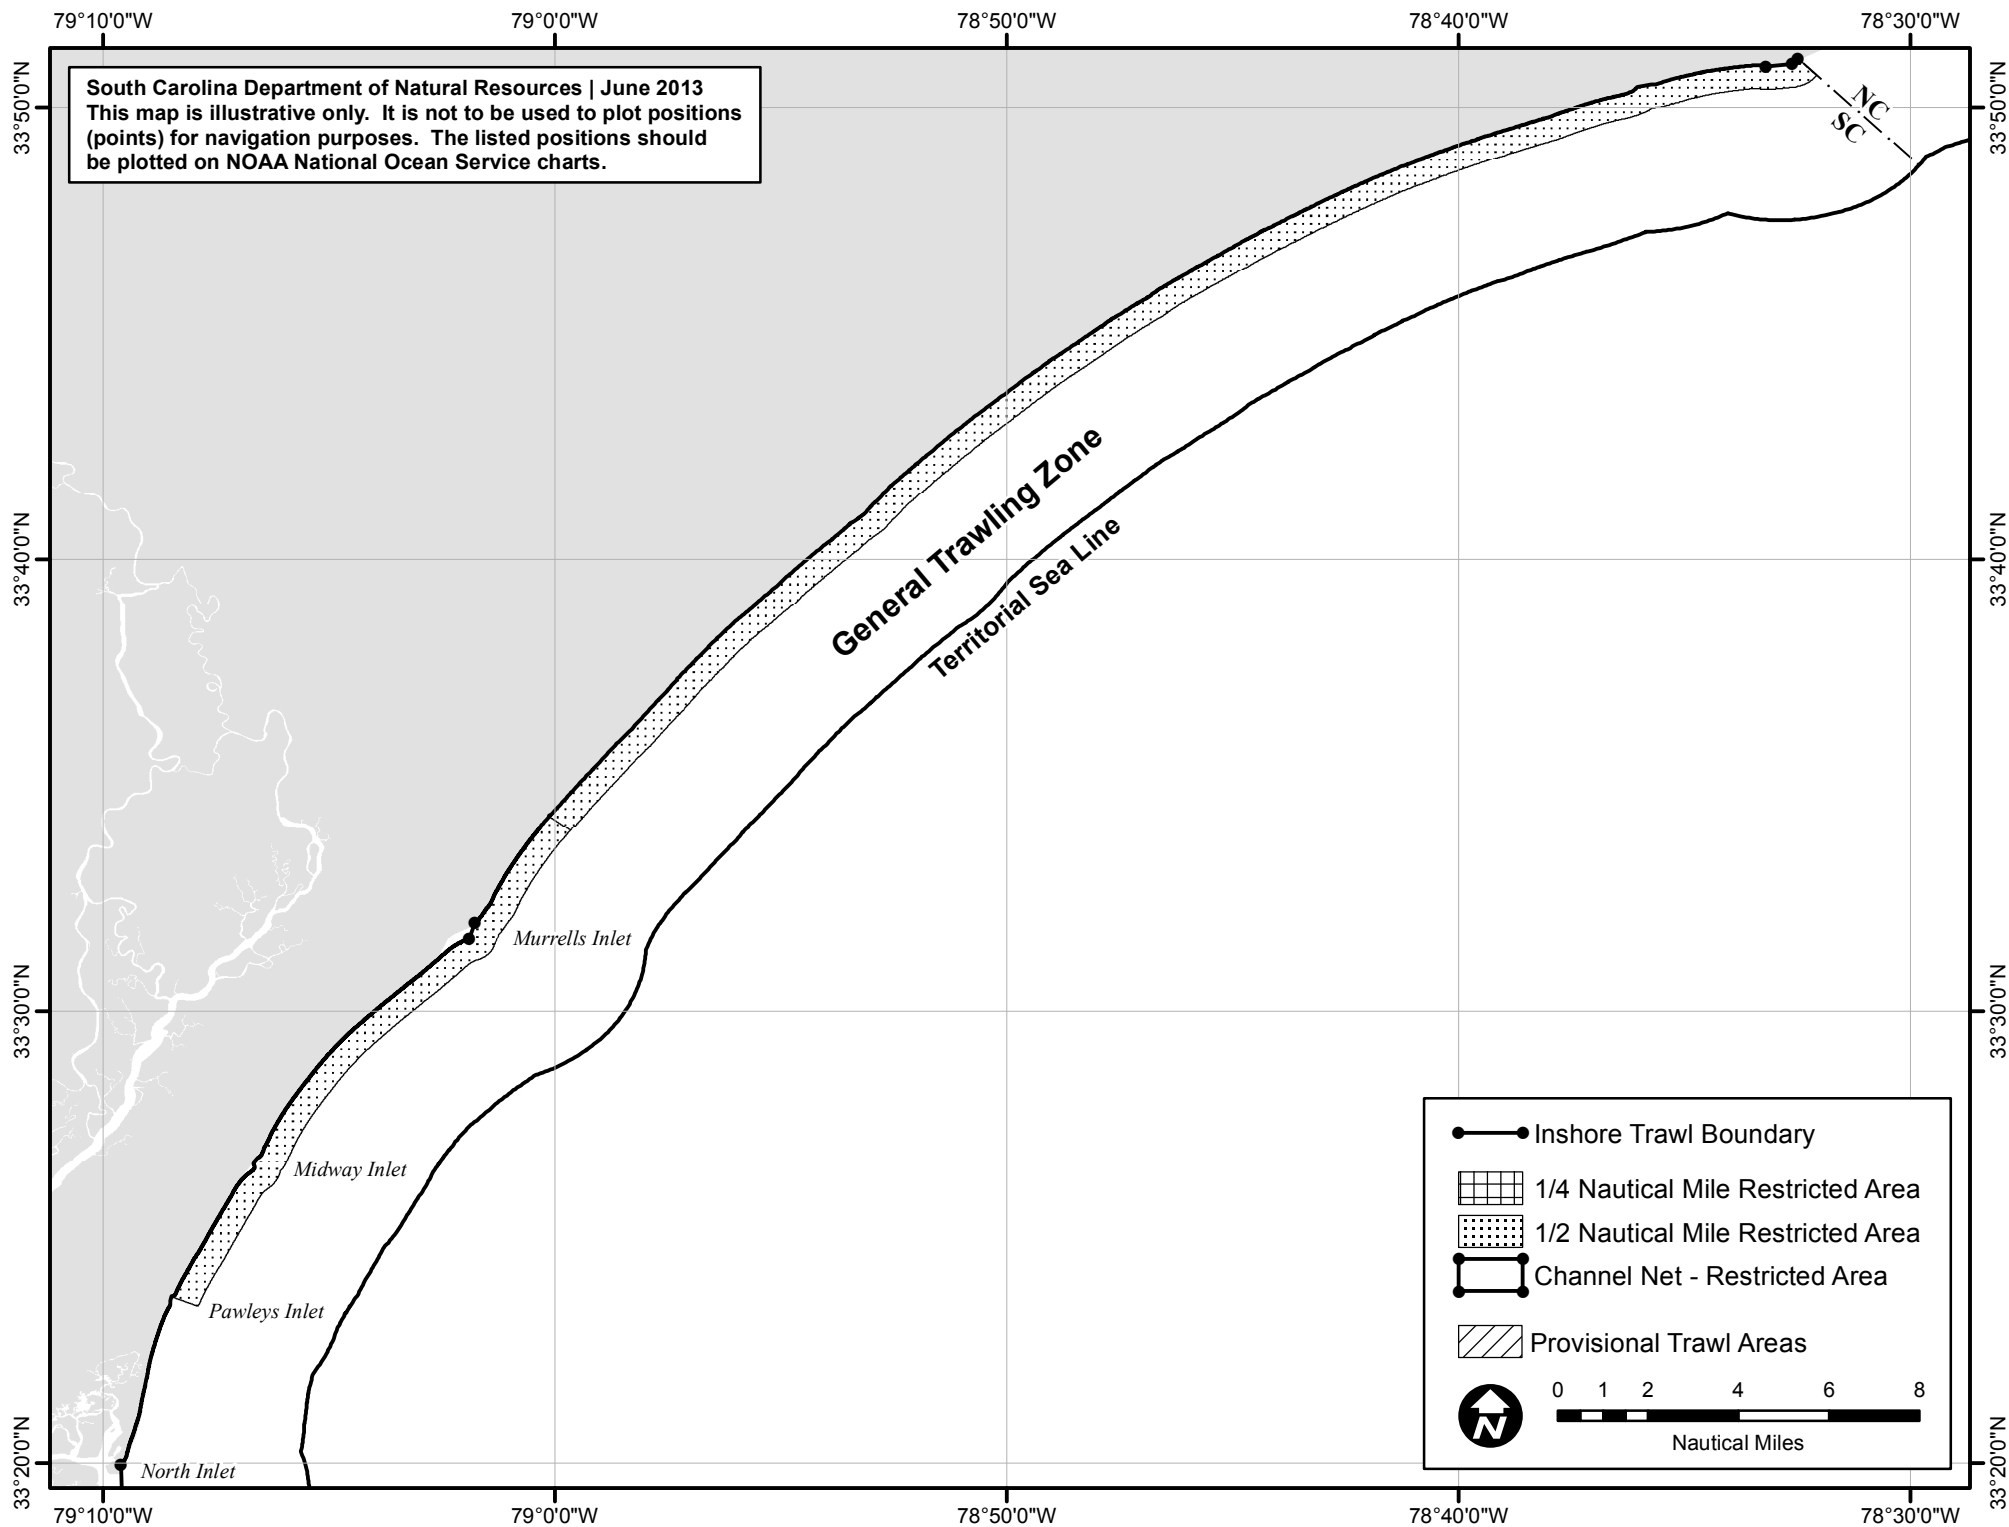 79°10'0"W
79°0'0"W
78°50'0"W
78°40'0"W
78°30'0"W
South Carolina Department of Natural Resources | June 2013
This map is illustrative only.  It is not to be used to plot positions
(points) for navigation purposes.  The listed positions should
be plotted on NOAA National Ocean Service charts.
33°50'0"N
33°50'0"N
NC
SC
General Trawling Zone
Territorial Sea Line
33°40'0"N
33°40'0"N
Murrells Inlet
33°30'0"N
33°30'0"N
Midway Inlet
Pawleys Inlet
North Inlet
33°20'0"N
33°20'0"N
Inshore Trawl Boundary
1/4 Nautical Mile Restricted Area
1/2 Nautical Mile Restricted Area
Channel Net - Restricted Area
Provisional Trawl Areas
N
0 1 2 4 6 8
Nautical Miles
79°10'0"W
79°0'0"W
78°50'0"W
78°40'0"W
78°30'0"W